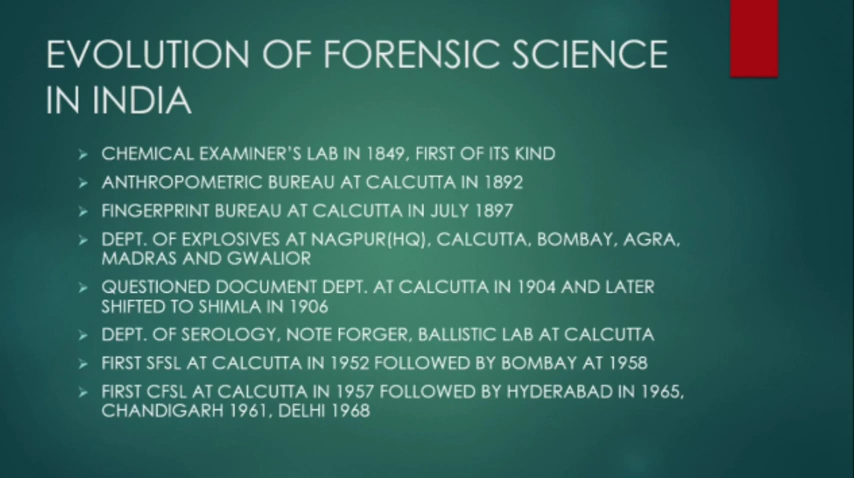 EVOLUTION OF FORENSIC SCIENCE
IN INDIA
CHEMICAL EXAMINER'S LAB IN 1849, FIRST OF ITS KIND
ANTHROPOMETRIC BUREAU AT CALCUTTA IN 1892
FINGERPRINT BUREAU AT CALCUTTA IN JULY 1897
DEPT. OF EXPLOSIVES AT NAGPUR(HQ), CALCUTTA, BOMBAY, AGRA,
MADRAS AND GWALIOR
QUESTIONED DOCUMENT DEPT. AT CALCUTTA IN 1904 AND LATER
SHIFTED TO SHIMLA IN 1906
DEPT. OF SEROLOGY, NOTE FORGER, BALLISTIC LAB AT CALCUTTA
FIRST SFSL AT CALCUTTA IN 1952 FOLLOWED BY BOMBAY AT 1958
FIRST CFSL AT CALCUTTA IN 1957 FOLLOWED BY HYDERABAD IN 1965,
CHANDIGARH 1961, DELHI 1968